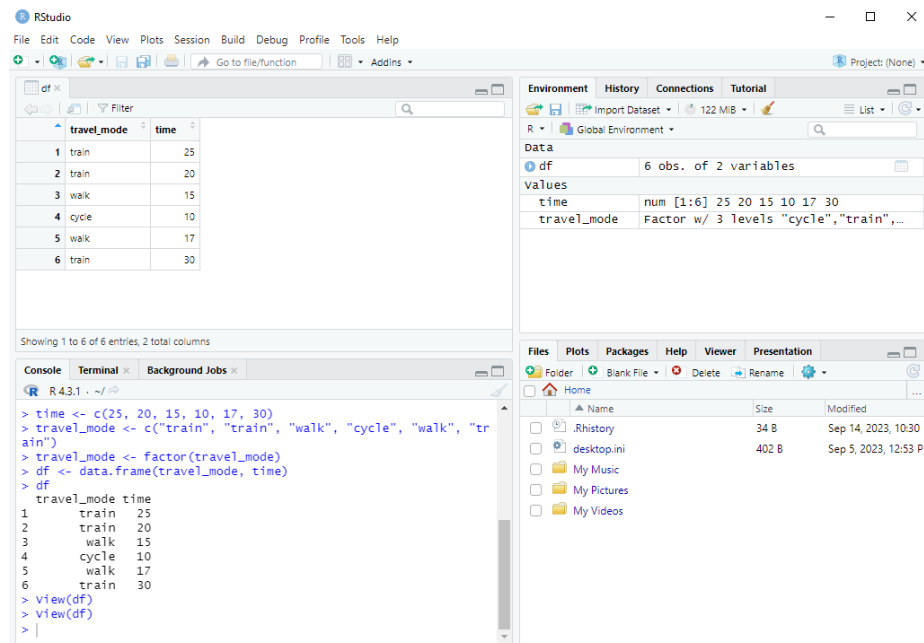 RStudio
File Edit Code View Plots Session Build Debug Profile Tools Help
Go to file/function Addins Project: (None)
df
Filter
travel_mode time
1 train 25
2 train 20
3 walk 15
4 cycle 10
5 walk 17
6 train 30
Showing 1 to 6 of 6 entries, 2 total columns
Console Terminal Background Jobs
R 4.3.1 · ~/
> time <- c(25, 20, 15, 10, 17, 30)
> travel_mode <- c("train", "train", "walk", "cycle", "walk", "tr
ain")
> travel_mode <- factor(travel_mode)
> df <- data.frame(travel_mode, time)
> df
travel_mode time
1 train 25
2 train 20
3 walk 15
4 cycle 10
5 walk 17
6 train 30
> View(df)
> View(df)
>
Environment History Connections Tutorial
Import Dataset 122 MiB List
R Global Environment
Data
df 6 obs. of 2 variables
Values
time num [1:6] 25 20 15 10 17 30
travel_mode Factor w/ 3 levels "cycle","train",…
Files Plots Packages Help Viewer Presentation
Folder Blank File Delete Rename
Home ...
Name Size Modified
.Rhistory 34 B Sep 14, 2023, 10:30
desktop.ini 402 B Sep 5, 2023, 12:53 P
My Music
My Pictures
My Videos